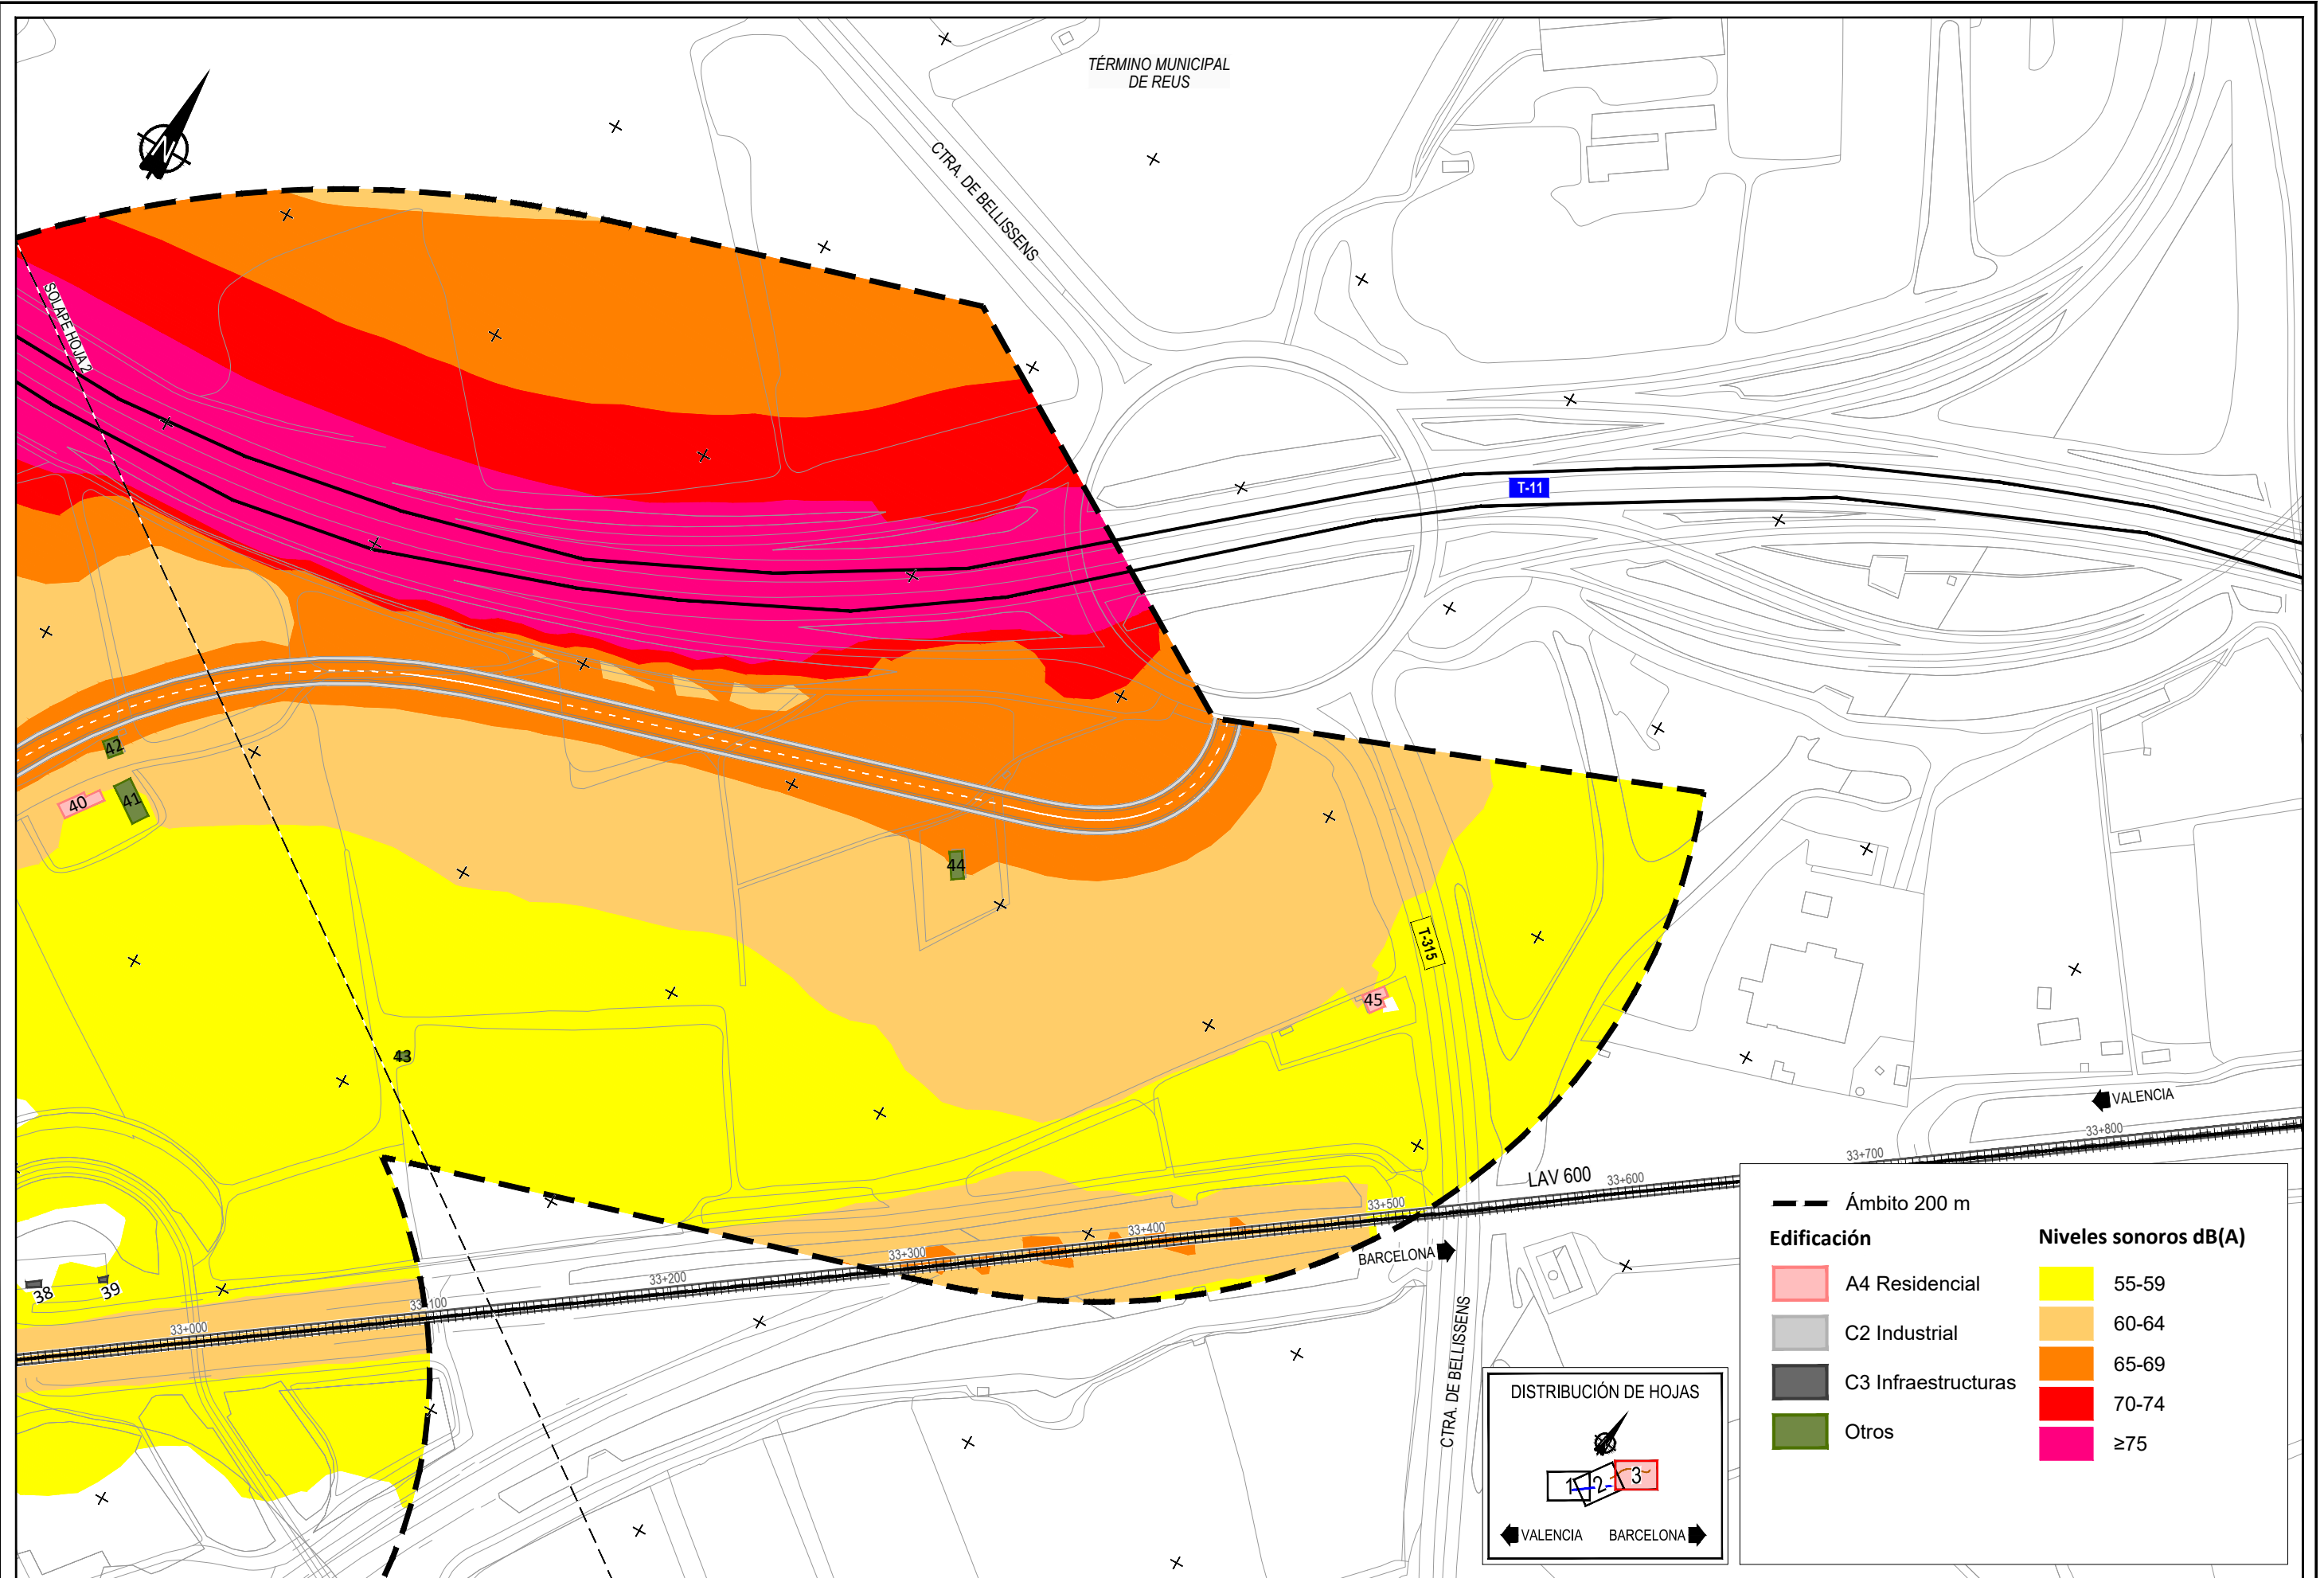 TÉRMINO MUNICIPAL
DE REUS
N
CTRA. DE BELLISSENS
SOLAPE HOJA 2
T-11
42
40
41
44
T-315
45
43
VALENCIA
33+800
33+700
LAV 600
33+600
33+500
33+400
BARCELONA
33+300
33+200
38
39
33+100
33+000
CTRA. DE BELLISSENS
Ámbito 200 m
Edificación
A4 Residencial
C2 Industrial
C3 Infraestructuras
Otros
Niveles sonoros dB(A)
55-59
60-64
65-69
70-74
≥75
DISTRIBUCIÓN DE HOJAS
1
2
3
VALENCIA
BARCELONA